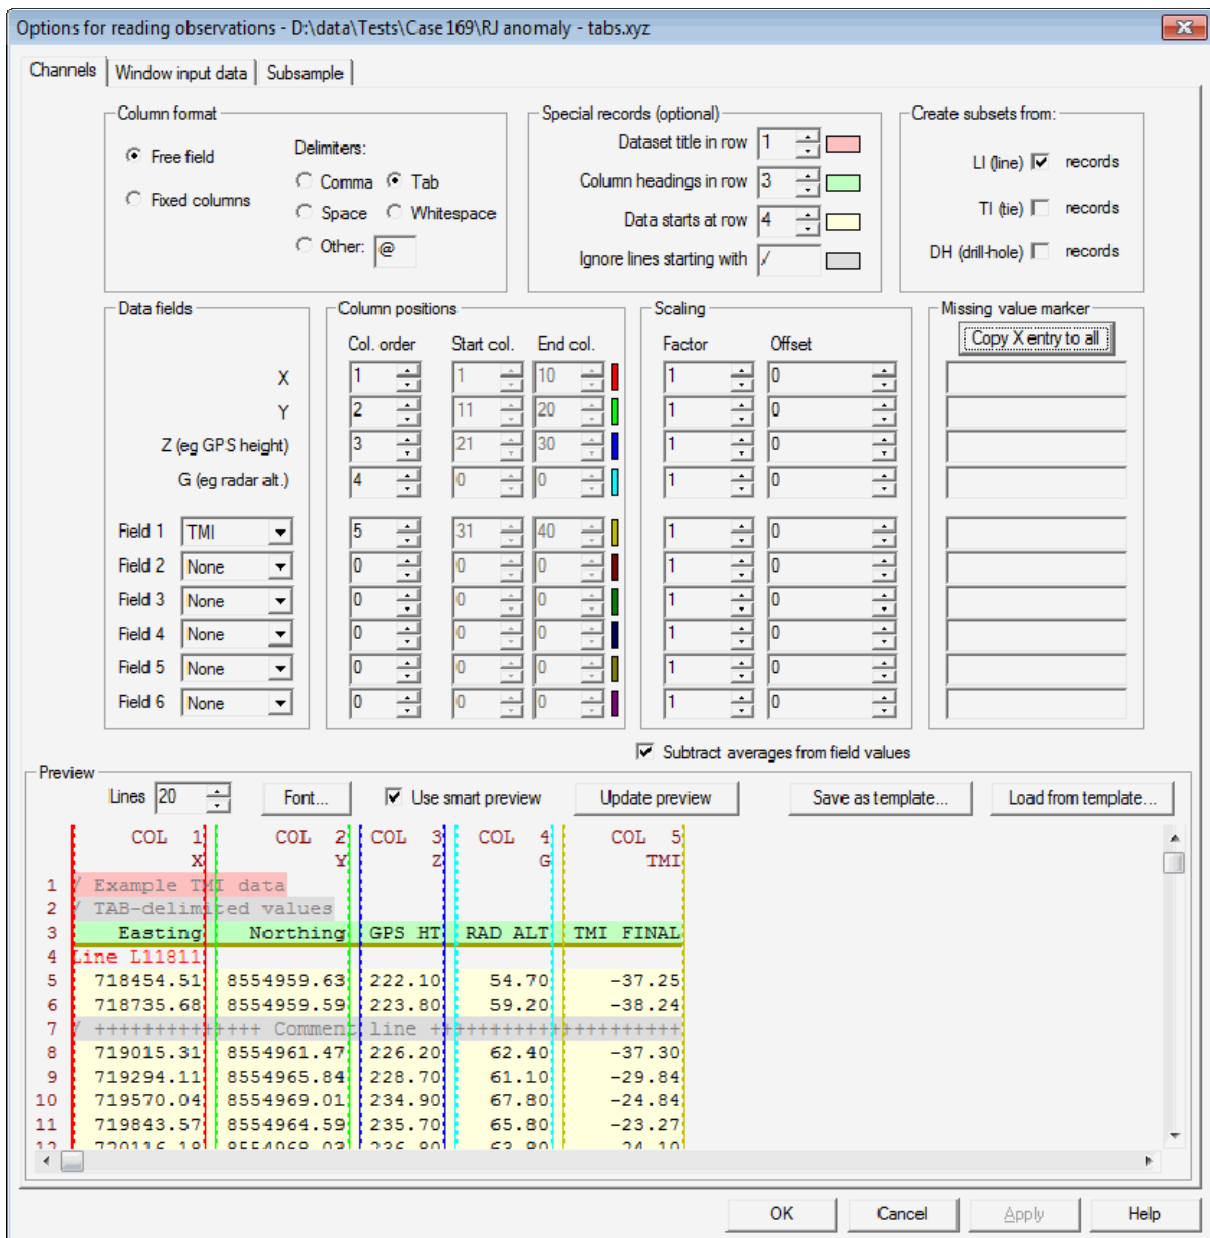 Options for reading observations - D:\data\Tests\Case 169\RJ anomaly - tabs.xyz
Channels Window input data Subsample
Column format
Free field
Fixed columns
Delimiters:
Comma Tab
Space Whitespace
Other: @
Special records (optional)
Dataset title in row 1
Column headings in row 3
Data starts at row 4
Ignore lines starting with /
Create subsets from:
LI (line) records
TI (tie) records
DH (drill-hole) records
Data fields Column positions Scaling Missing value marker
Col. order Start col. End col. Factor Offset Copy X entry to all
X 1 1 10 1 0
Y 2 11 20 1 0
Z (eg GPS height) 3 21 30 1 0
G (eg radar alt.) 4 0 0 1 0
Field 1 TMI 5 31 40 1 0
Field 2 None 0 0 0 1 0
Field 3 None 0 0 0 1 0
Field 4 None 0 0 0 1 0
Field 5 None 0 0 0 1 0
Field 6 None 0 0 0 1 0
Subtract averages from field values
Preview
Lines 20 Font... Use smart preview Update preview Save as template... Load from template...
COL 1 COL 2 COL 3 COL 4 COL 5
X Y Z G TMI
1 / Example TMI data
2 / TAB-delimited values
3 Easting Northing GPS HT RAD ALT TMI FINAL
4 Line L11811
5 718454.51 8554959.63 222.10 54.70 -37.25
6 718735.68 8554959.59 223.80 59.20 -38.24
7 / ++++++++++++++++++ Comment line +++++++++++++++++++
8 719015.31 8554961.47 226.20 62.40 -37.30
9 719294.11 8554965.84 228.70 61.10 -29.84
10 719570.04 8554969.01 234.90 67.80 -24.84
11 719843.57 8554964.59 235.70 65.80 -23.27
12 720116.18 8554968.03 236.80 63.80 24.10
OK Cancel Apply Help